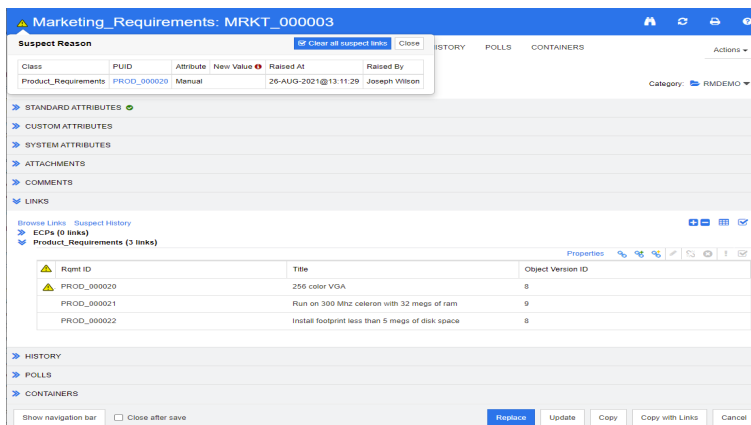 Marketing_Requirements: MRKT_000003
Suspect Reason Clear all suspect links Close
ISTORY POLLS CONTAINERS
Actions
Class PUID Attribute New Value Raised At Raised By
Product_Requirements PROD_000020 Manual 26-AUG-2021@13:11:29 Joseph Wilson
Category: RMDEMO
STANDARD ATTRIBUTES
CUSTOM ATTRIBUTES
SYSTEM ATTRIBUTES
ATTACHMENTS
COMMENTS
LINKS
Browse Links Suspect History
ECPs (0 links)
Product_Requirements (3 links)
Properties
Rqmt ID Title Object Version ID
PROD_000020 256 color VGA 8
PROD_000021 Run on 300 Mhz celeron with 32 megs of ram 9
PROD_000022 Install footprint less than 5 megs of disk space 8
HISTORY
POLLS
CONTAINERS
Show navigation bar Close after save Replace Update Copy Copy with Links Cancel